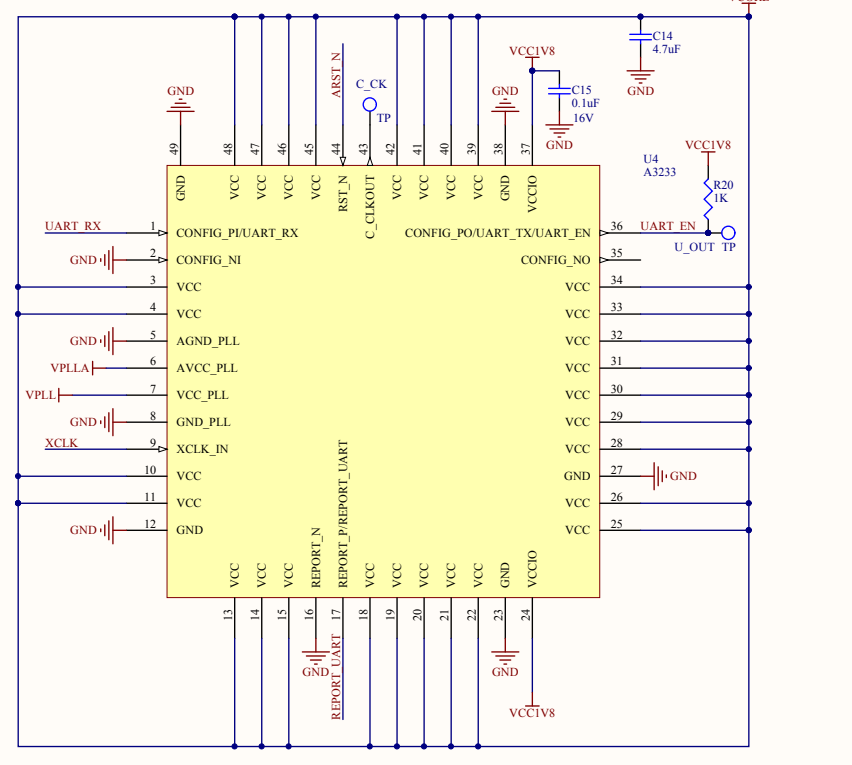 C14
4.7uF
GND
VCC1V8
ARST_N
C_CK
TP
C15
0.1uF
16V
GND
GND
GND
49
48
47
46
45
44
43
42
41
40
39
38
37
GND
VCC
VCC
VCC
VCC
RST_N
C_CLKOUT
VCC
VCC
VCC
VCC
GND
VCCIO
U4
A3233
VCC1V8
R20
1K
UART_RX
1
CONFIG_PI/UART_RX
CONFIG_PO/UART_TX/UART_EN
36
UART_EN
U_OUT TP
GND
2
CONFIG_NI
CONFIG_NO
35
3
VCC
VCC
34
4
VCC
VCC
33
GND
5
AGND_PLL
VCC
32
VPLLA
6
AVCC_PLL
VCC
31
VPLL
7
VCC_PLL
VCC
30
GND
8
GND_PLL
VCC
29
XCLK
9
XCLK_IN
VCC
28
10
VCC
GND
27
GND
11
VCC
VCC
26
GND
12
GND
VCC
25
VCC
VCC
VCC
REPORT_N
REPORT_P/REPORT_UART
VCC
VCC
VCC
VCC
VCC
GND
VCCIO
13
14
15
16
17
18
19
20
21
22
23
24
GND
REPORT_UART
GND
VCC1V8